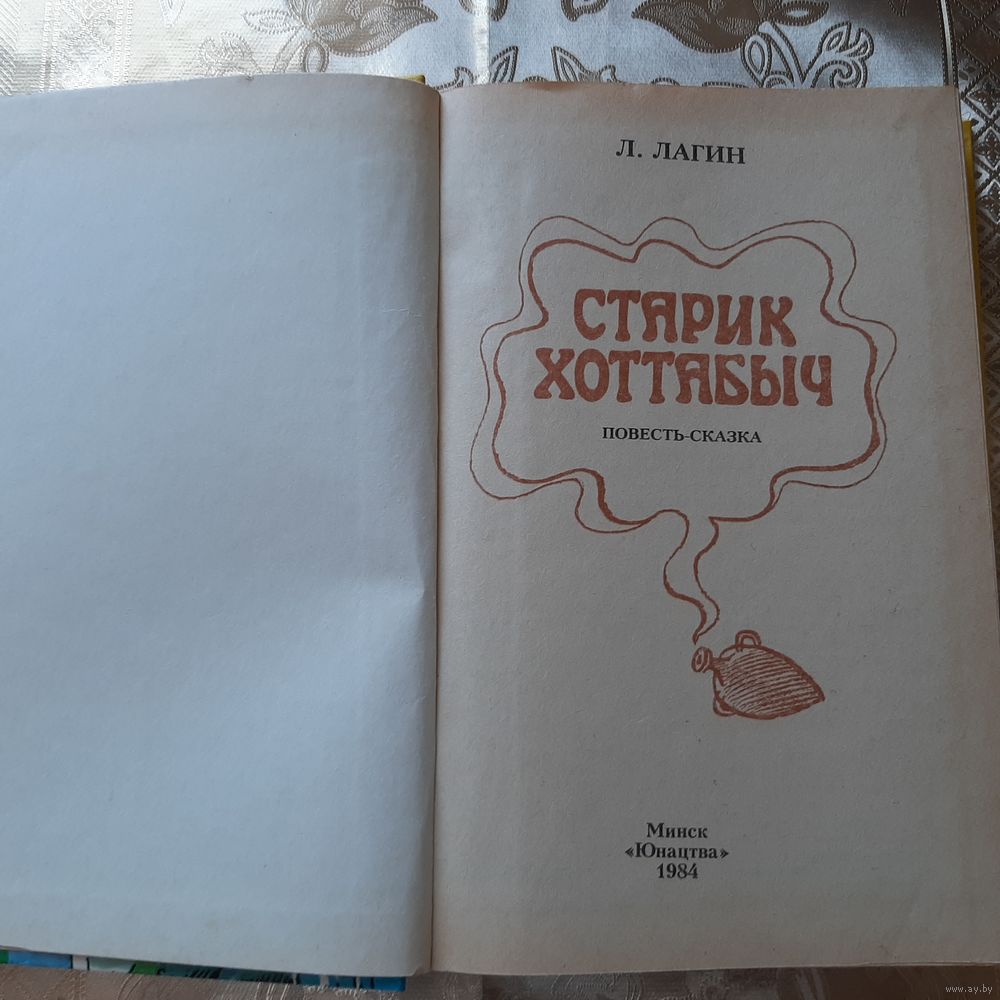 Л. ЛАГИН
СТАРИК
ХОТТАБЫЧ
ПОВЕСТЬ-СКАЗКА
Минск
«Юнацтва»
1984
www.ay.by